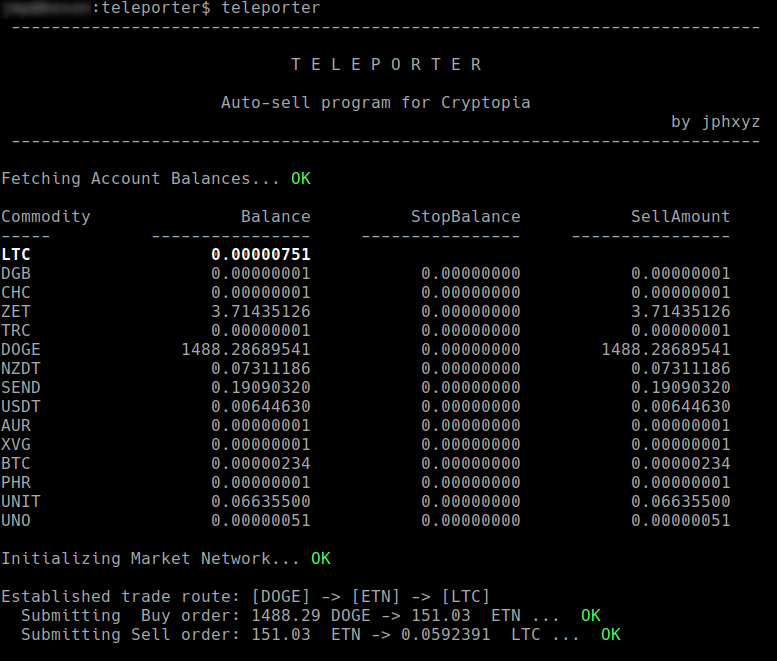 :teleporter$ teleporter
---------------------------------------------------------------------------
T E L E P O R T E R
Auto-sell program for Cryptopia
by jphxyz
---------------------------------------------------------------------------
Fetching Account Balances... OK
Commodity Balance StopBalance SellAmount
----- ---------------- ---------------- ----------------
LTC 0.00000751
DGB 0.00000001 0.00000000 0.00000001
CHC 0.00000001 0.00000000 0.00000001
ZET 3.71435126 0.00000000 3.71435126
TRC 0.00000001 0.00000000 0.00000001
DOGE 1488.28689541 0.00000000 1488.28689541
NZDT 0.07311186 0.00000000 0.07311186
SEND 0.19090320 0.00000000 0.19090320
USDT 0.00644630 0.00000000 0.00644630
AUR 0.00000001 0.00000000 0.00000001
XVG 0.00000001 0.00000000 0.00000001
BTC 0.00000234 0.00000000 0.00000234
PHR 0.00000001 0.00000000 0.00000001
UNIT 0.06635500 0.00000000 0.06635500
UNO 0.00000051 0.00000000 0.00000051
Initializing Market Network... OK
Established trade route: [DOGE] -> [ETN] -> [LTC]
Submitting Buy order: 1488.29 DOGE -> 151.03 ETN ... OK
Submitting Sell order: 151.03 ETN -> 0.0592391 LTC ... OK